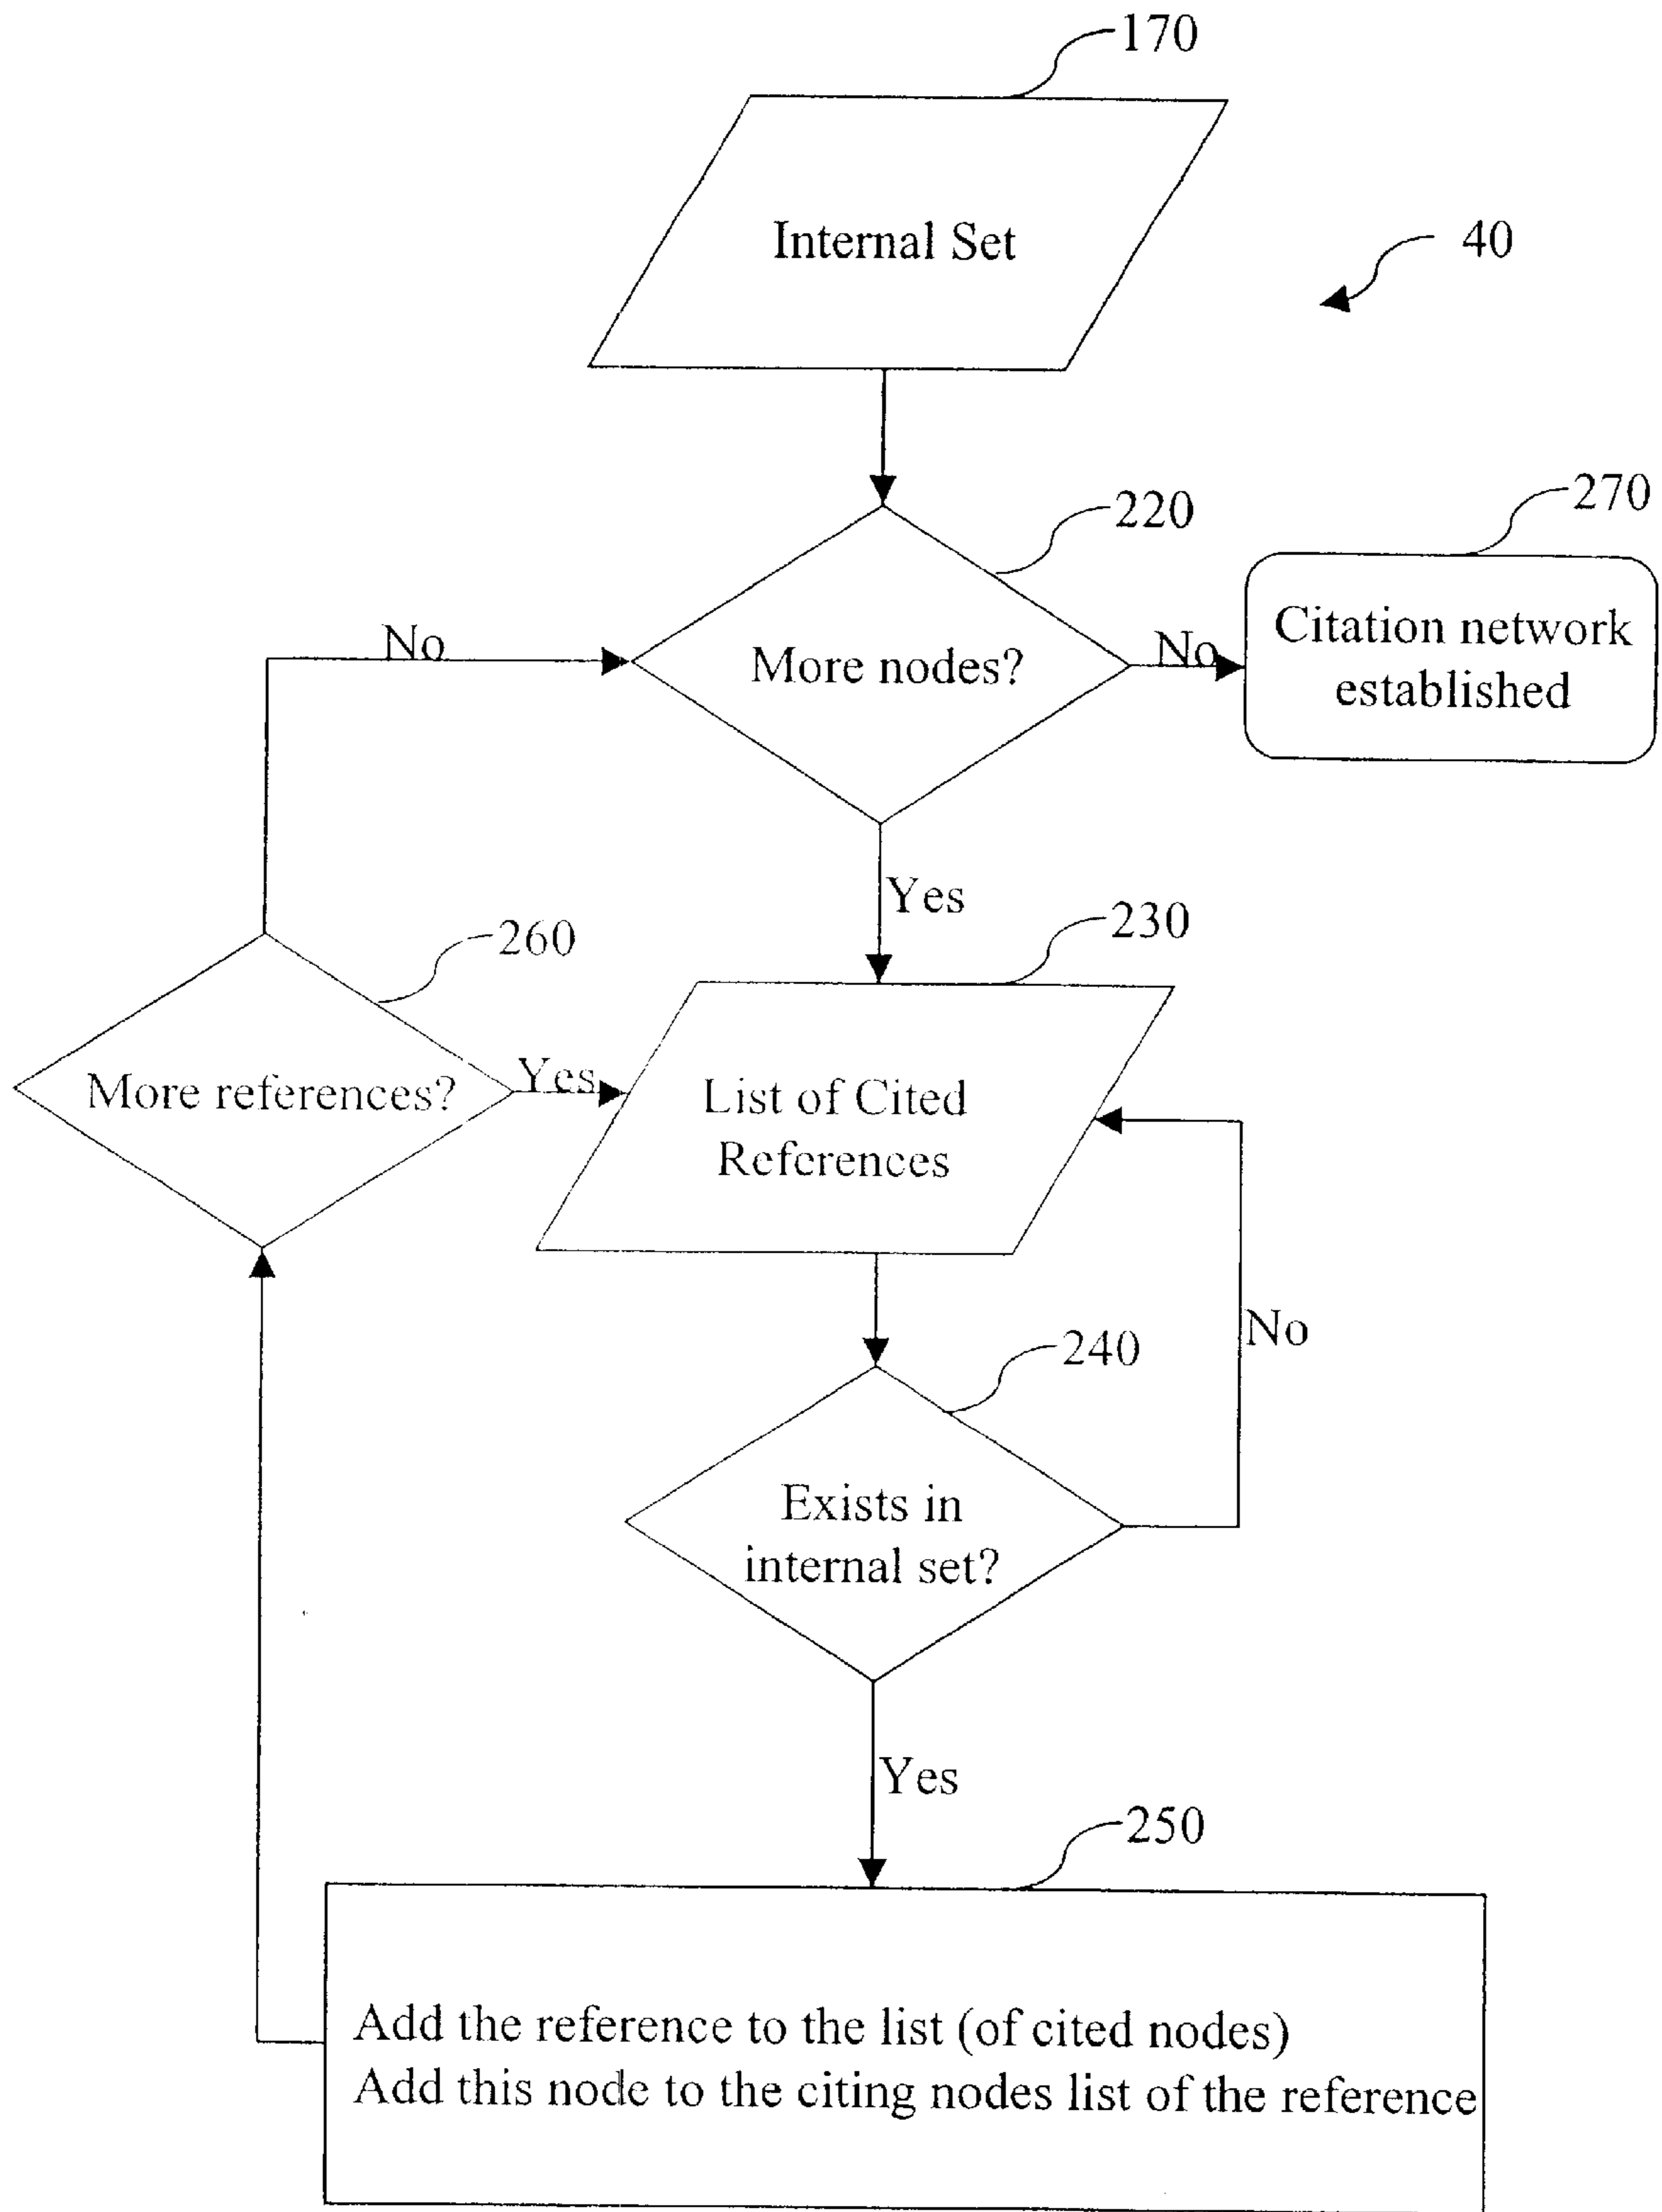 170
Internal Set
40
220
270
More nodes?
No
No
Citation network
established
Yes
230
260
More references?
Yes
List of Cited
References
240
No
Exists in
internal set?
Yes
250
Add the reference to the list (of cited nodes)
Add this node to the citing nodes list of the reference